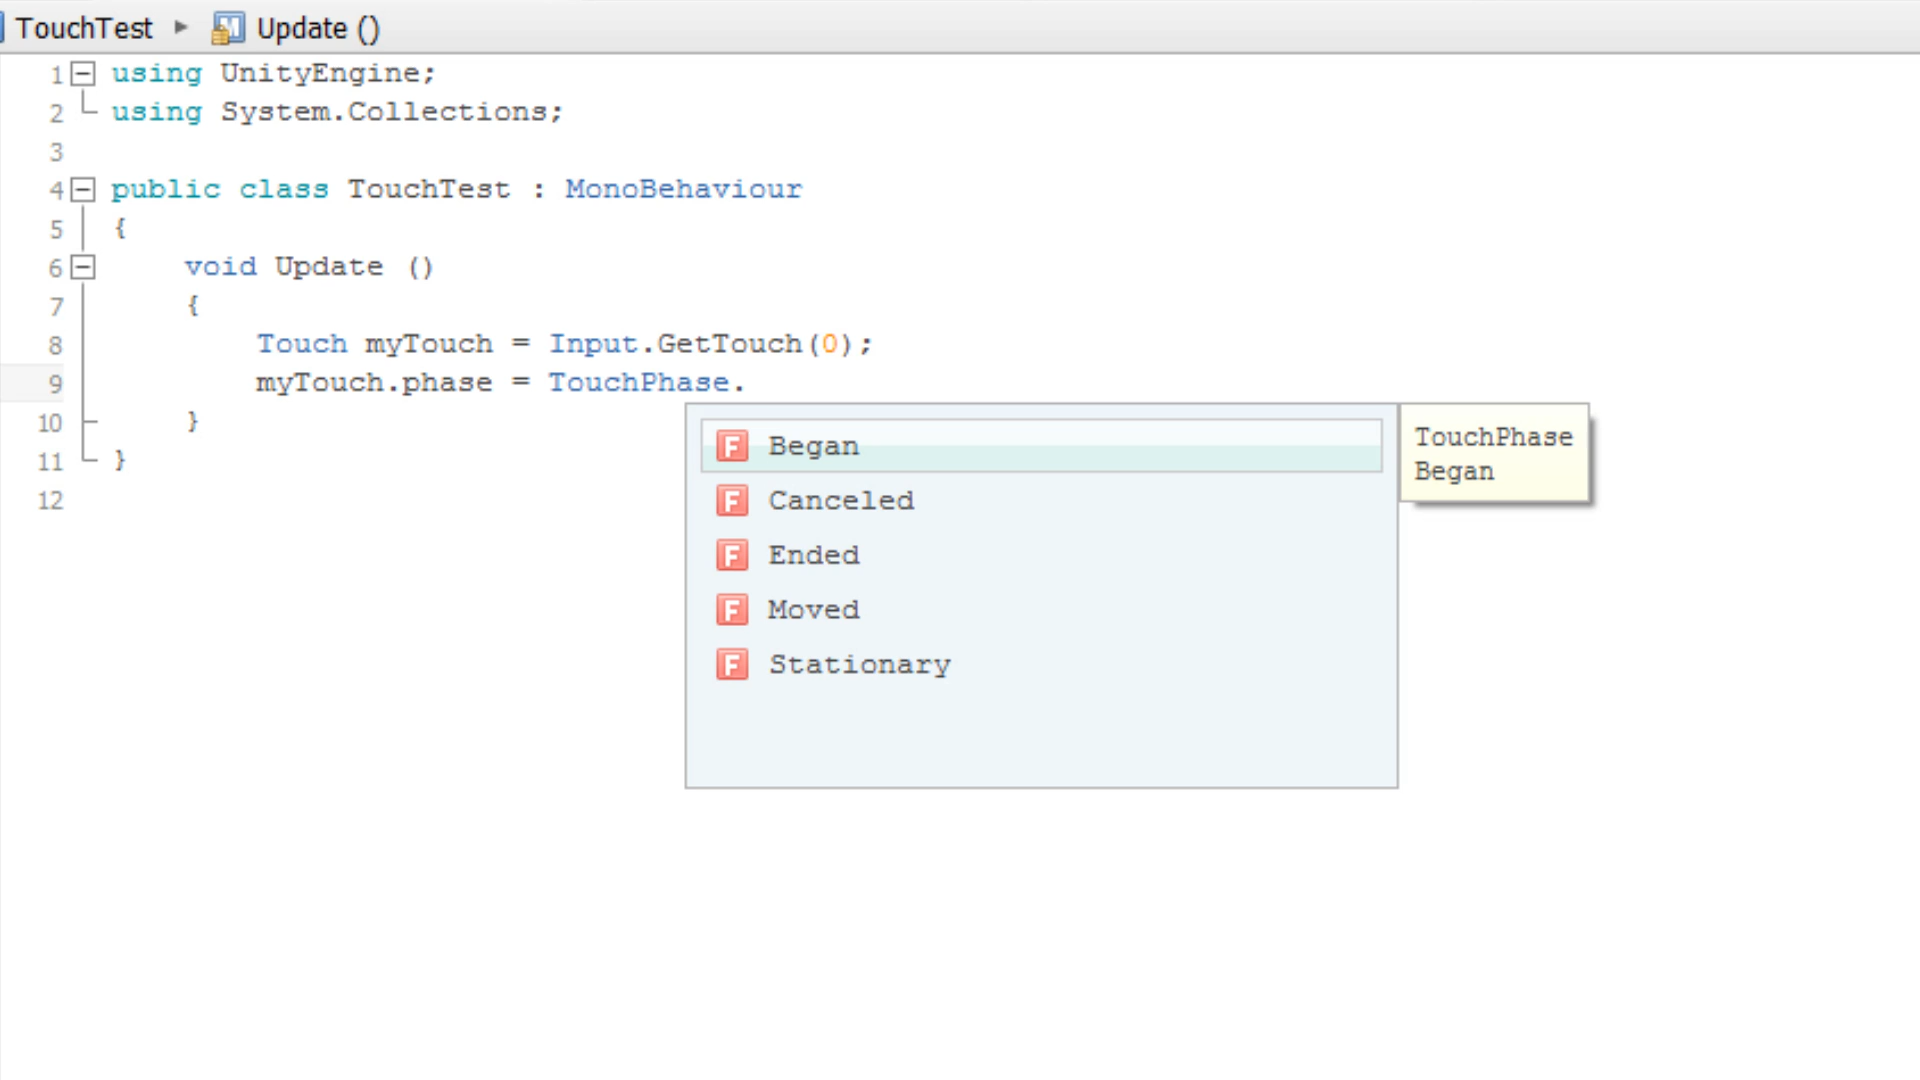 TouchTest ▶ Update ()
1 using UnityEngine;
2 using System.Collections;
3
4 public class TouchTest : MonoBehaviour
5 {
6 void Update ()
7 {
8 Touch myTouch = Input.GetTouch(0);
9 myTouch.phase = TouchPhase.
10 }
11 }
12
F Began
F Canceled
F Ended
F Moved
F Stationary
TouchPhase
Began